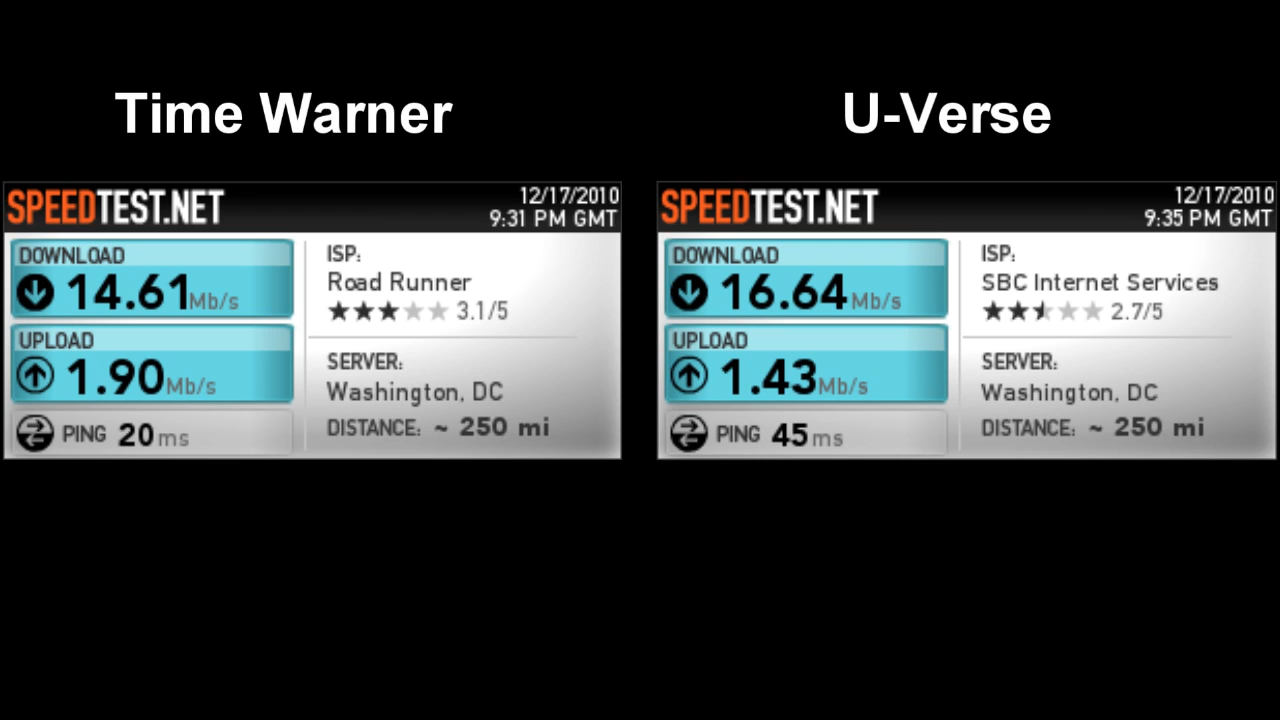 Time Warner
U-Verse
SPEEDTEST.NET
12/17/2010
9:31 PM GMT
DOWNLOAD
14.61Mb/s
UPLOAD
1.90Mb/s
PING 20ms
ISP:
Road Runner
3.1/5
SERVER:
Washington, DC
DISTANCE: ~ 250 mi
SPEEDTEST.NET
12/17/2010
9:35 PM GMT
DOWNLOAD
16.64Mb/s
UPLOAD
1.43Mb/s
PING 45ms
ISP:
SBC Internet Services
2.7/5
SERVER:
Washington, DC
DISTANCE: ~ 250 mi